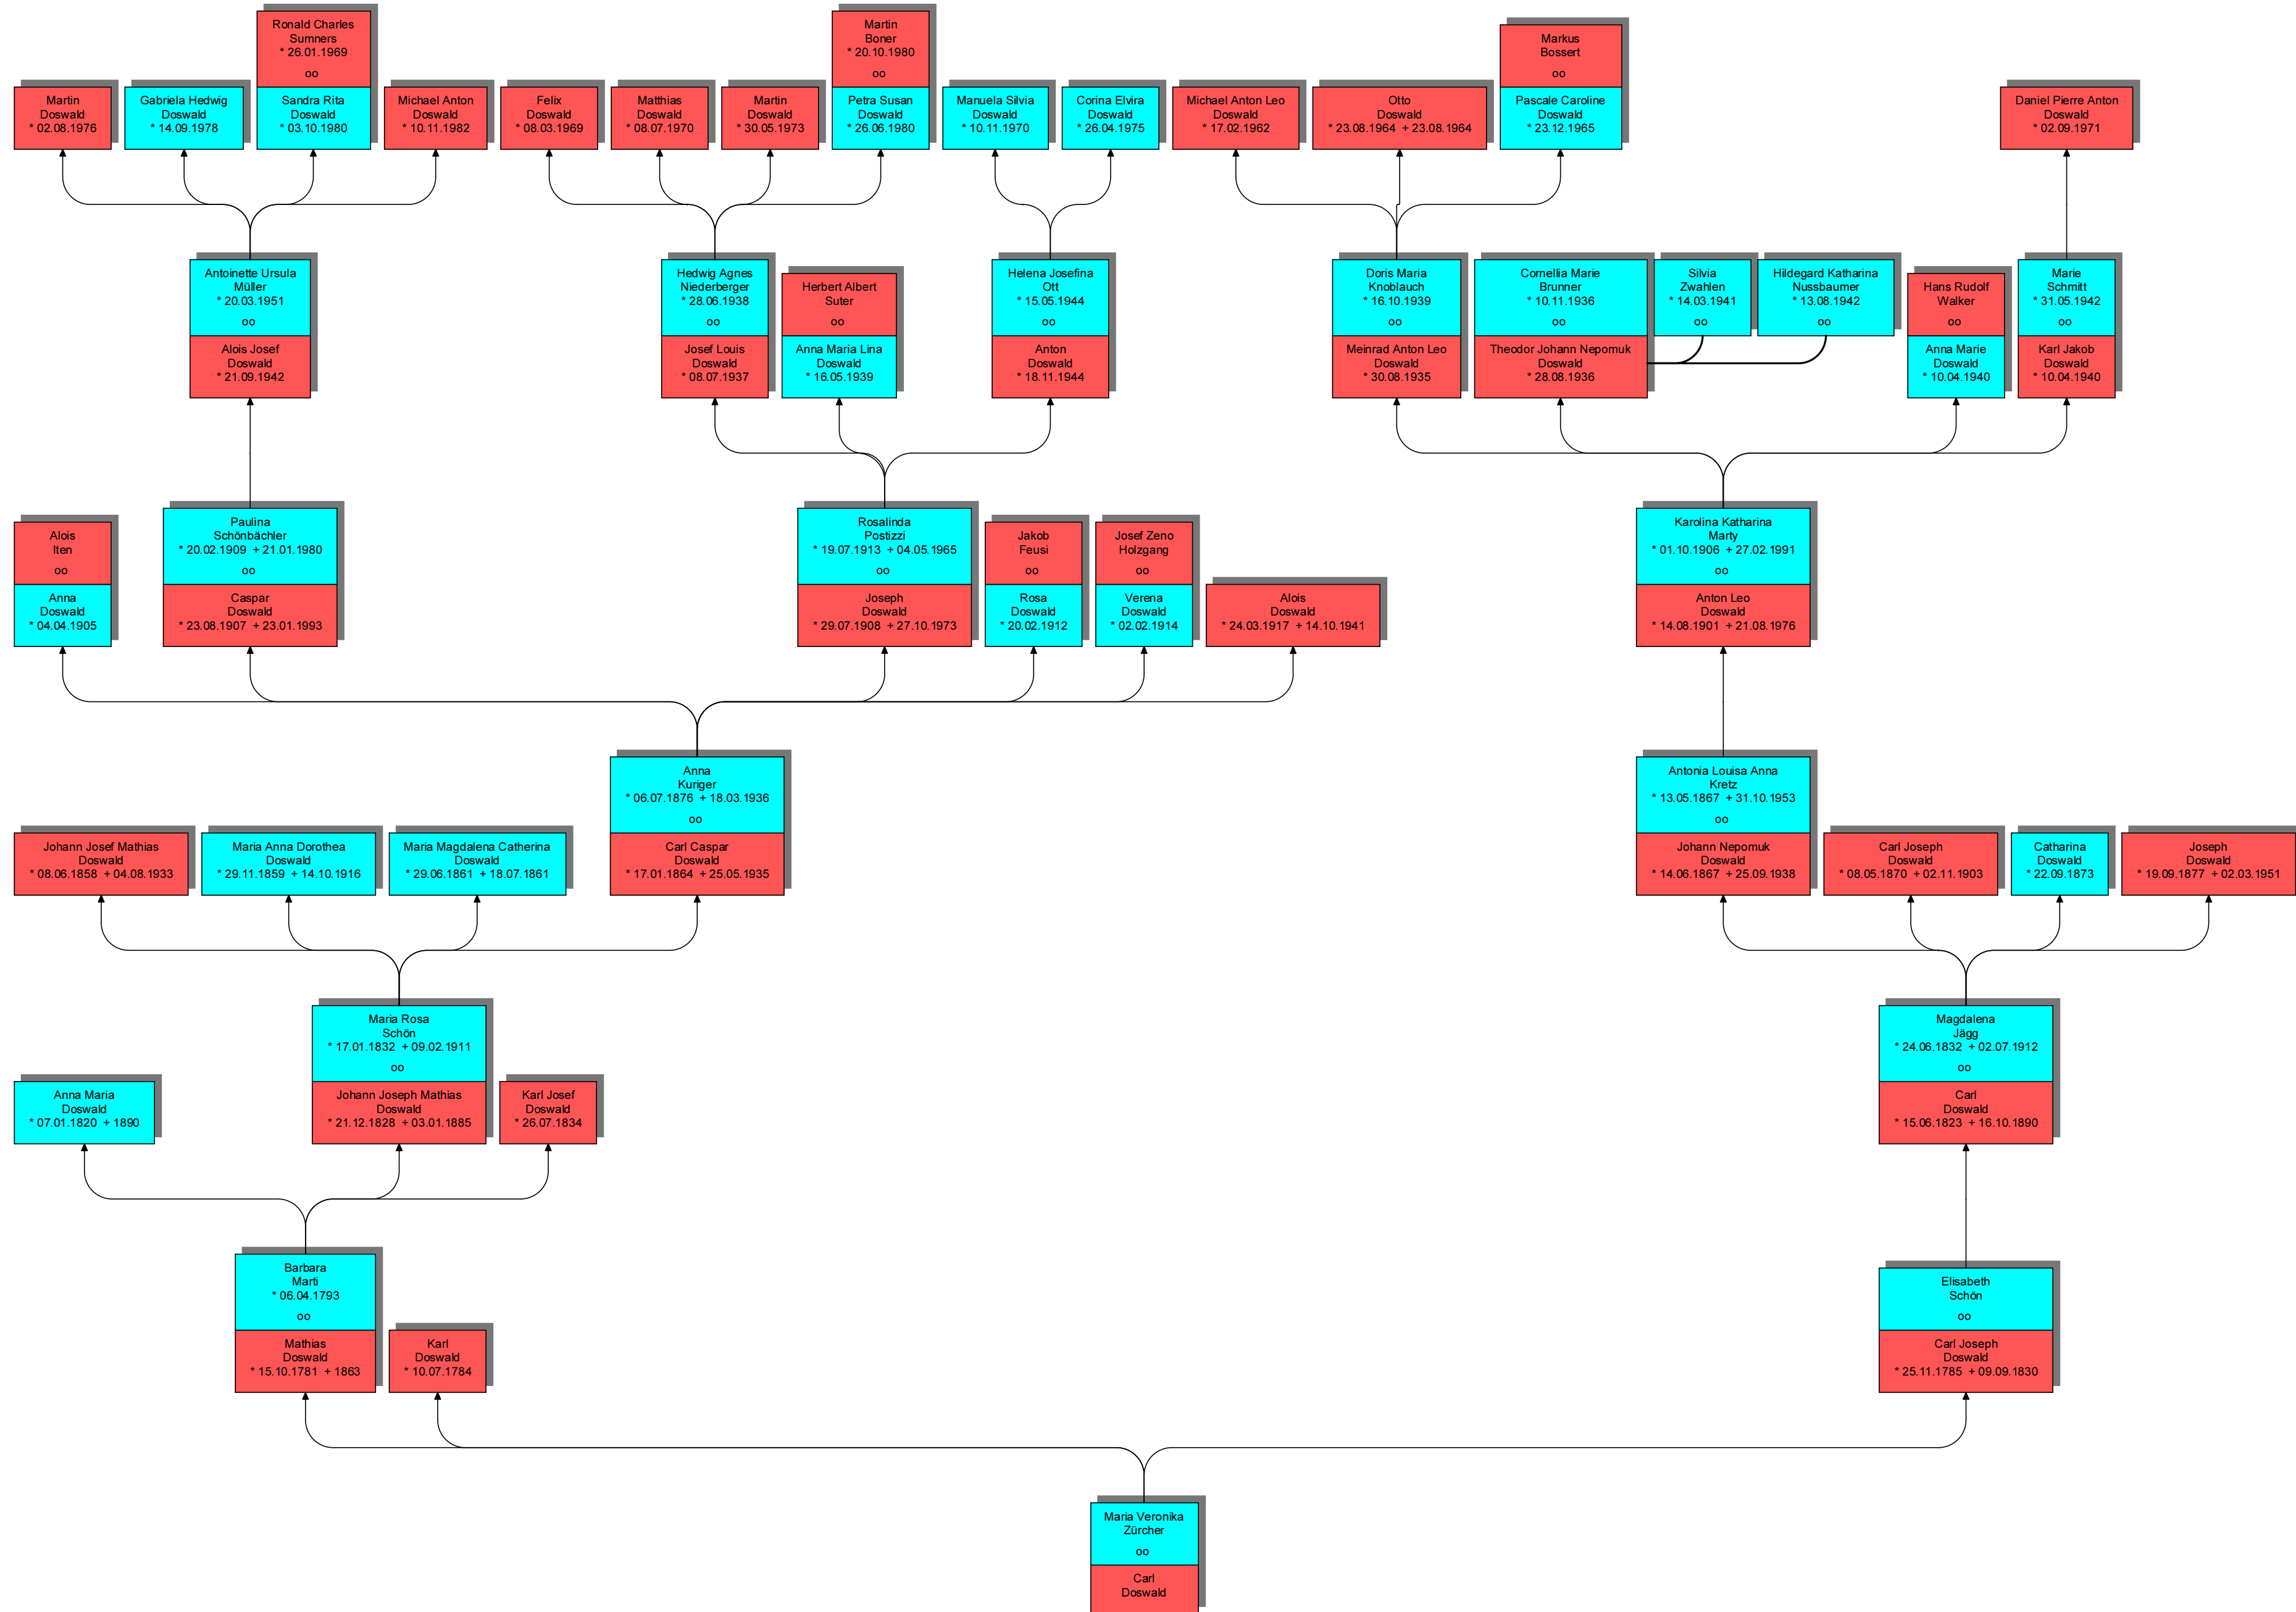 Ronald Charles
Sumners
* 26.01.1969
oo
Martin
Boner
* 20.10.1980
oo
Markus
Bossert
oo
Martin
Doswald
* 02.08.1976
Gabriela Hedwig
Doswald
* 14.09.1978
Sandra Rita
Doswald
* 03.10.1980
Michael Anton
Doswald
* 10.11.1982
Felix
Doswald
* 08.03.1969
Matthias
Doswald
* 08.07.1970
Martin
Doswald
* 30.05.1973
Petra Susan
Doswald
* 26.06.1980
Manuela Silvia
Doswald
* 10.11.1970
Corina Elvira
Doswald
* 26.04.1975
Michael Anton Leo
Doswald
* 17.02.1962
Otto
Doswald
* 23.08.1964 + 23.08.1964
Pascale Caroline
Doswald
* 23.12.1965
Daniel Pierre Anton
Doswald
* 02.09.1971
Antoinette Ursula
Müller
* 20.03.1951
oo
Alois Josef
Doswald
* 21.09.1942
Hedwig Agnes
Niederberger
* 28.06.1938
oo
Josef Louis
Doswald
* 08.07.1937
Herbert Albert
Suter
oo
Anna Maria Lina
Doswald
* 16.05.1939
Helena Josefina
Ott
* 15.05.1944
oo
Anton
Doswald
* 18.11.1944
Doris Maria
Knoblauch
* 16.10.1939
oo
Meinrad Anton Leo
Doswald
* 30.08.1935
Cornellia Marie
Brunner
* 10.11.1936
oo
Theodor Johann Nepomuk
Doswald
* 28.08.1936
Silvia
Zwahlen
* 14.03.1941
oo
Hildegard Katharina
Nussbaumer
* 13.08.1942
oo
Hans Rudolf
Walker
oo
Anna Marie
Doswald
* 10.04.1940
Marie
Schmitt
* 31.05.1942
oo
Karl Jakob
Doswald
* 10.04.1940
Alois
Iten
oo
Anna
Doswald
* 04.04.1905
Paulina
Schönbächler
* 20.02.1909 + 21.01.1980
oo
Caspar
Doswald
* 23.08.1907 + 23.01.1993
Rosalinda
Postizzi
* 19.07.1913 + 04.05.1965
oo
Joseph
Doswald
* 29.07.1908 + 27.10.1973
Jakob
Feusi
oo
Rosa
Doswald
* 20.02.1912
Josef Zeno
Holzgang
oo
Verena
Doswald
* 02.02.1914
Alois
Doswald
* 24.03.1917 + 14.10.1941
Karolina Katharina
Marty
* 01.10.1906 + 27.02.1991
oo
Anton Leo
Doswald
* 14.08.1901 + 21.08.1976
Anna
Kuriger
* 06.07.1876 + 18.03.1936
oo
Carl Caspar
Doswald
* 17.01.1864 + 25.05.1935
Antonia Louisa Anna
Kretz
* 13.05.1867 + 31.10.1953
oo
Johann Nepomuk
Doswald
* 14.06.1867 + 25.09.1938
Johann Josef Mathias
Doswald
* 08.06.1858 + 04.08.1933
Maria Anna Dorothea
Doswald
* 29.11.1859 + 14.10.1916
Maria Magdalena Catherina
Doswald
* 29.06.1861 + 18.07.1861
Carl Joseph
Doswald
* 08.05.1870 + 02.11.1903
Catharina
Doswald
* 22.09.1873
Joseph
Doswald
* 19.09.1877 + 02.03.1951
Maria Rosa
Schön
* 17.01.1832 + 09.02.1911
oo
Johann Joseph Mathias
Doswald
* 21.12.1828 + 03.01.1885
Magdalena
Jägg
* 24.06.1832 + 02.07.1912
oo
Carl
Doswald
* 15.06.1823 + 16.10.1890
Anna Maria
Doswald
* 07.01.1820 + 1890
Karl Josef
Doswald
* 26.07.1834
Barbara
Marti
* 06.04.1793
oo
Mathias
Doswald
* 15.10.1781 + 1863
Karl
Doswald
* 10.07.1784
Elisabeth
Schön
oo
Carl Joseph
Doswald
* 25.11.1785 + 09.09.1830
Maria Veronika
Zürcher
oo
Carl
Doswald